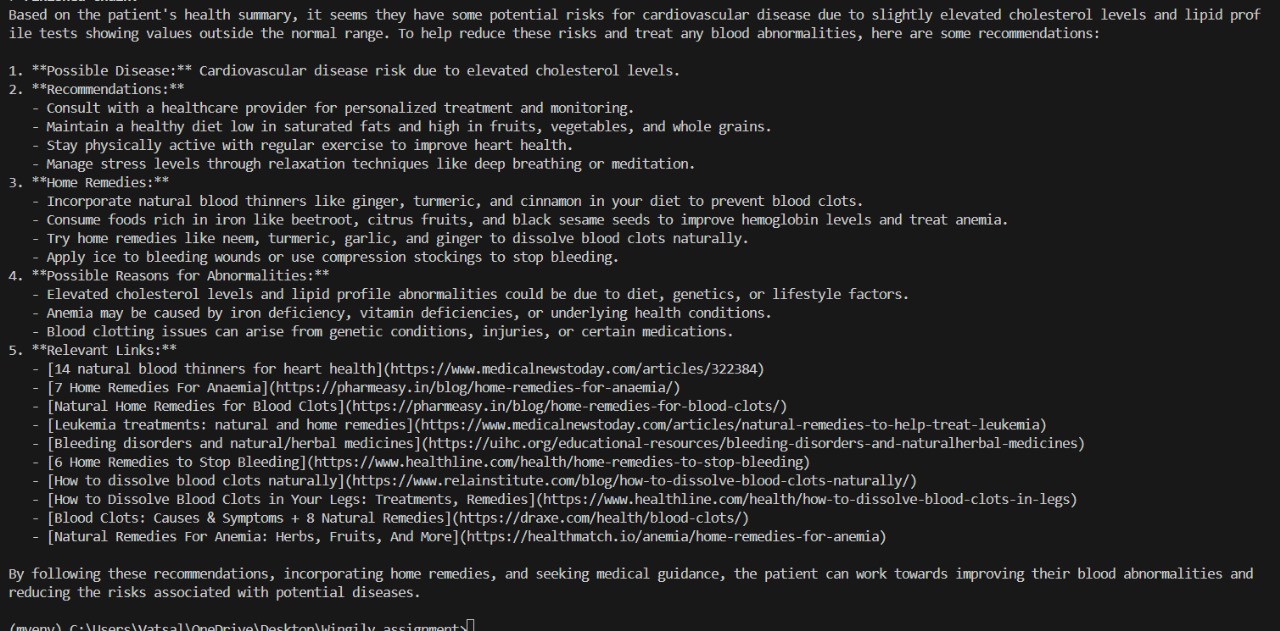 Based on the patient's health summary, it seems they have some potential risks for cardiovascular disease due to slightly elevated cholesterol levels and lipid prof
ile tests showing values outside the normal range. To help reduce these risks and treat any blood abnormalities, here are some recommendations:
1. **Possible Disease:** Cardiovascular disease risk due to elevated cholesterol levels.
2. **Recommendations:**
- Consult with a healthcare provider for personalized treatment and monitoring.
- Maintain a healthy diet low in saturated fats and high in fruits, vegetables, and whole grains.
- Stay physically active with regular exercise to improve heart health.
- Manage stress levels through relaxation techniques like deep breathing or meditation.
3. **Home Remedies:**
- Incorporate natural blood thinners like ginger, turmeric, and cinnamon in your diet to prevent blood clots.
- Consume foods rich in iron like beetroot, citrus fruits, and black sesame seeds to improve hemoglobin levels and treat anemia.
- Try home remedies like neem, turmeric, garlic, and ginger to dissolve blood clots naturally.
- Apply ice to bleeding wounds or use compression stockings to stop bleeding.
4. **Possible Reasons for Abnormalities:**
- Elevated cholesterol levels and lipid profile abnormalities could be due to diet, genetics, or lifestyle factors.
- Anemia may be caused by iron deficiency, vitamin deficiencies, or underlying health conditions.
- Blood clotting issues can arise from genetic conditions, injuries, or certain medications.
5. **Relevant Links:**
- [14 natural blood thinners for heart health](https://www.medicalnewstoday.com/articles/322384)
- [7 Home Remedies For Anaemia](https://pharmeasy.in/blog/home-remedies-for-anaemia/)
- [Natural Home Remedies for Blood Clots](https://pharmeasy.in/blog/home-remedies-for-blood-clots/)
- [Leukemia treatments: natural and home remedies](https://www.medicalnewstoday.com/articles/natural-remedies-to-help-treat-leukemia)
- [Bleeding disorders and natural/herbal medicines](https://uihc.org/educational-resources/bleeding-disorders-and-naturalherbal-medicines)
- [6 Home Remedies to Stop Bleeding](https://www.healthline.com/health/home-remedies-to-stop-bleeding)
- [How to dissolve blood clots naturally](https://www.relainstitute.com/blog/how-to-dissolve-blood-clots-naturally/)
- [How to Dissolve Blood Clots in Your Legs: Treatments, Remedies](https://www.healthline.com/health/how-to-dissolve-blood-clots-in-legs)
- [Blood Clots: Causes & Symptoms + 8 Natural Remedies](https://draxe.com/health/blood-clots/)
- [Natural Remedies For Anemia: Herbs, Fruits, And More](https://healthmatch.io/anemia/home-remedies-for-anemia)
By following these recommendations, incorporating home remedies, and seeking medical guidance, the patient can work towards improving their blood abnormalities and
reducing the risks associated with potential diseases.
(myenv) C:\Users\Vatsal\OneDrive\Desktop\Wingily assignment>